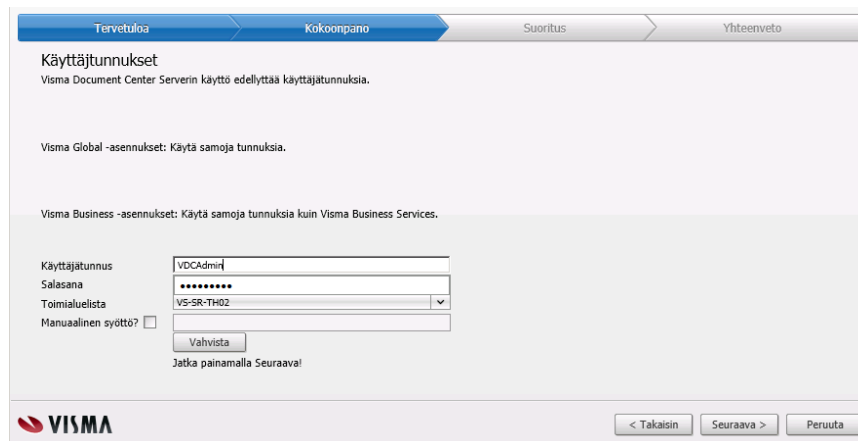 Tervetuloa
Kokoonpano
Suoritus
Yhteenveto
Käyttäjtunnukset
Visma Document Center Serverin käyttö edellyttää käyttäjätunnuksia.
Visma Global -asennukset: Käytä samoja tunnuksia.
Visma Business -asennukset: Käytä samoja tunnuksia kuin Visma Business Services.
Käyttäjätunnus VDCAdmin
Salasana •••••••••
Toimialuelista VS-SR-TH02
Manuaalinen syöttö?
Vahvista
Jatka painamalla Seuraava!
VISMA
< Takaisin Seuraava > Peruuta